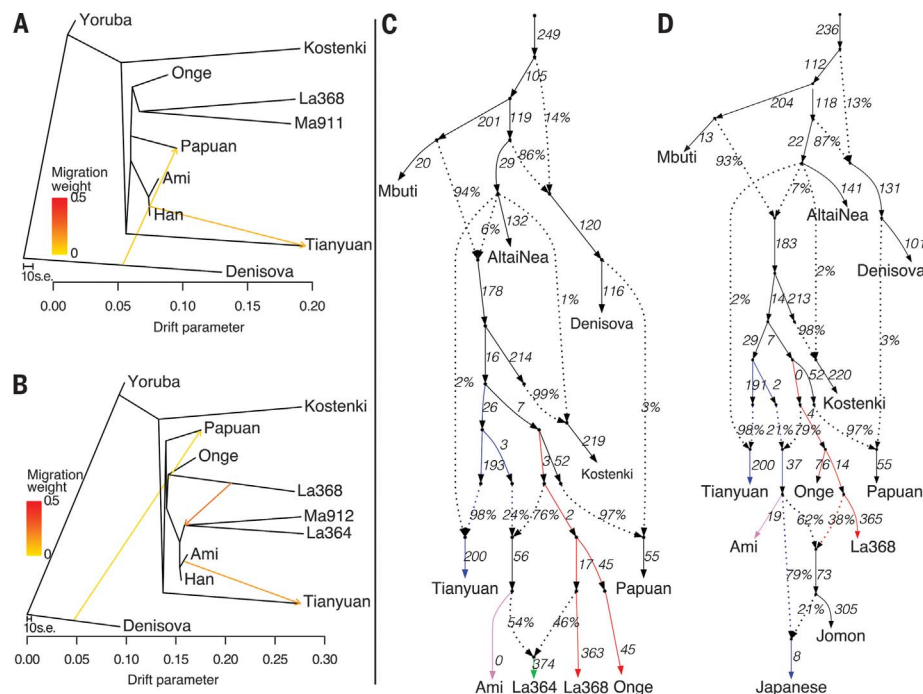 A
Yoruba
Kostenki
Onge
La368
Ma911
Papuan
Migration
weight
0.5
0
Ami
Han
Tianyuan
Denisova
10s.e.
0.00 0.05 0.10 0.15 0.20
Drift parameter
B
Yoruba
Kostenki
Papuan
Onge
Migration
weight
0.5
0
La368
Ma912
La364
Ami
Han
Tianyuan
Denisova
10s.e.
0.00 0.05 0.10 0.15 0.20 0.25 0.30
Drift parameter
C
249
105
201 119 14%
20 29 86%
Mbuti
94% 132 120
6%
AltaiNea
116
178 1% Denisova
16 214
2% 99% 3%
26 7
219
3 3 52 Kostenki
193
98% 24% 76% 2 97%
200 56 17 45 55
Tianyuan Papuan
54% 46%
0 374 363 45
Ami La364 La368 Onge
D
236
112
204 118 13%
13 22 87%
Mbuti 93%
7% 141 131
AltaiNea
101
183 Denisova
2% 2%
14 213
98% 3%
29 7
0 52 220
191 2 Kostenki
4
98% 21% 79% 97%
200 37 76 14 55
Tianyuan Onge Papuan
19 62% 38% 365
Ami La368
79% 73
21% 305
Jomon
8
Japanese